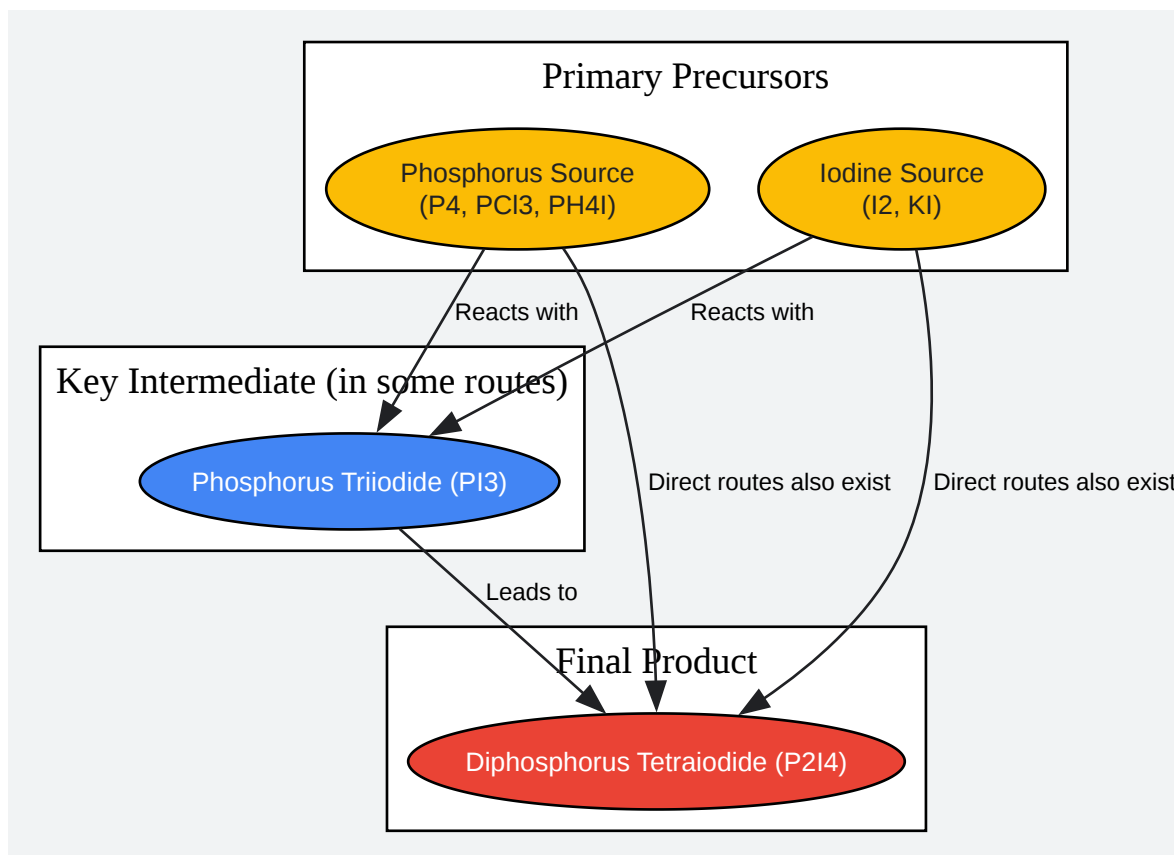 Primary Precursors
Phosphorus Source
(P4, PCl3, PH4I)
Iodine Source
(I2, KI)
Reacts with
Reacts with
Key Intermediate (in some routes)
Phosphorus Triiodide (PI3)
Direct routes also exist
Direct routes also exist
Leads to
Final Product
Diphosphorus Tetraiodide (P2I4)